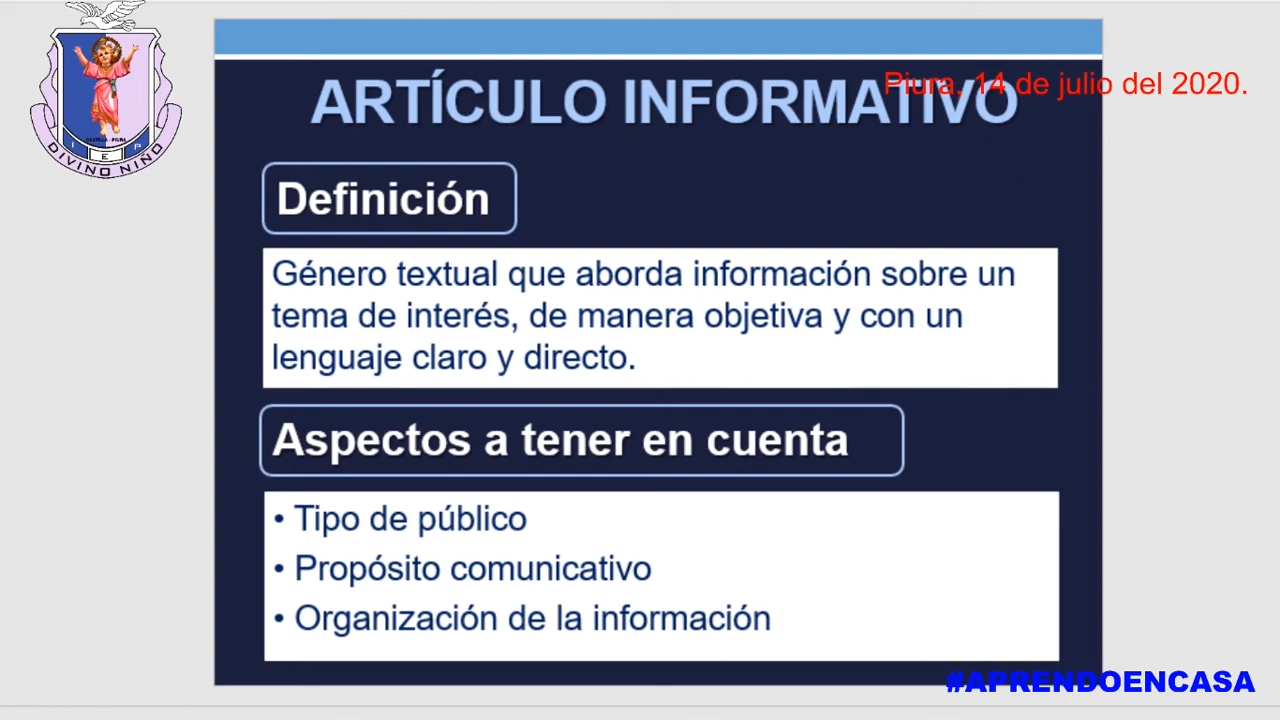 Piura, 14 de julio del 2020.
ARTÍCULO INFORMATIVO
I E P
DIVINO NIÑO
Definición
Género textual que aborda información sobre un
tema de interés, de manera objetiva y con un
lenguaje claro y directo.
Aspectos a tener en cuenta
• Tipo de público
• Propósito comunicativo
• Organización de la información
#APRENDOENCASA